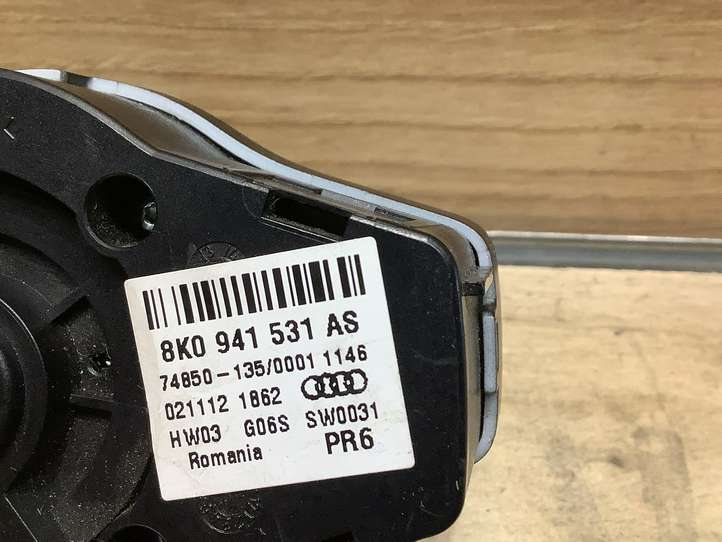 8K0 941 531 AS
74850-135/0001 1146
021112 1862
HW03 G06S SW0031
Romania PR6